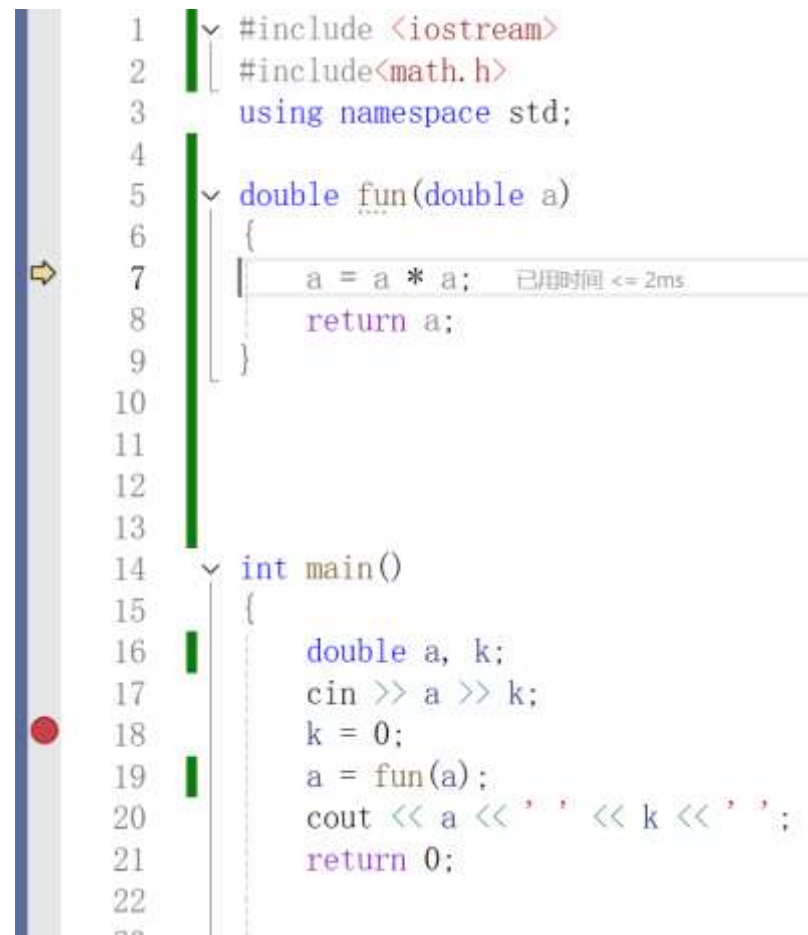 1 #include <iostream>
2 #include<math.h>
3 using namespace std;
4
5 double fun(double a)
6 {
7 a = a * a; 已用时间 <= 2ms
8 return a;
9 }
10
11
12
13
14 int main()
15 {
16 double a, k;
17 cin >> a >> k;
18 k = 0;
19 a = fun(a);
20 cout << a << ' ' << k << ' ';
21 return 0;
22